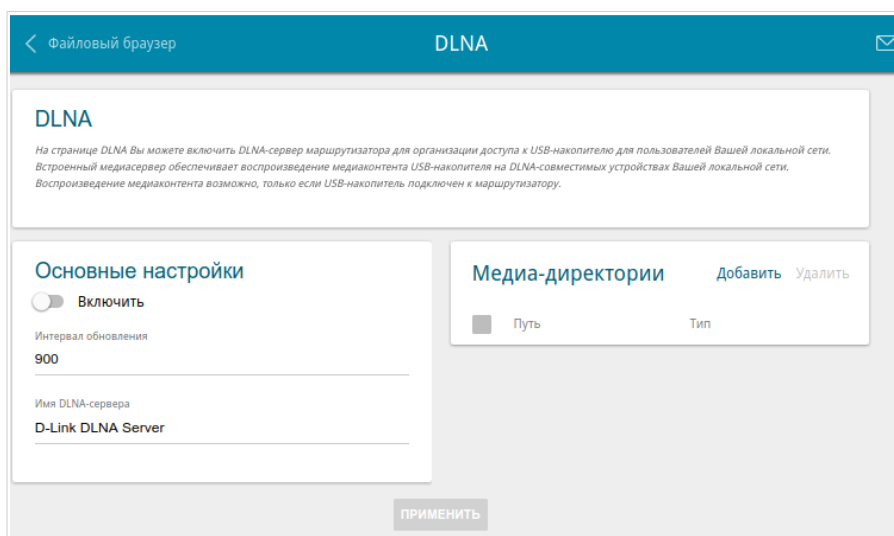 Файловый браузер
DLNA
DLNA
На странице DLNA Вы можете включить DLNA-сервер маршрутизатора для организации доступа к USB-накопителю для пользователей Вашей локальной сети.
Встроенный медиасервер обеспечивает воспроизведение медиаконтента USB-накопителя на DLNA-совместимых устройствах Вашей локальной сети.
Воспроизведение медиаконтента возможно, только если USB-накопитель подключен к маршрутизатору.
Основные настройки
Включить
Интервал обновления
900
Имя DLNA-сервера
D-Link DLNA Server
Медиа-директории Добавить Удалить
Путь Тип
ПРИМЕНИТЬ